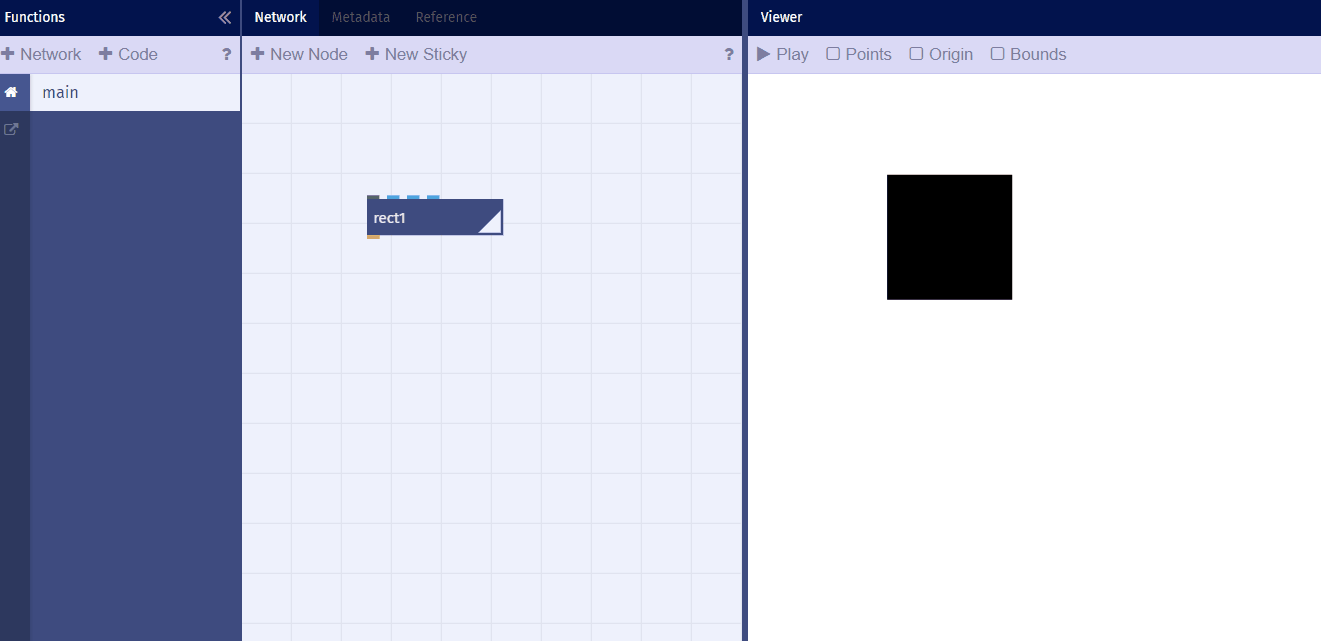 Functions
Network Metadata Reference
Viewer
Network Code ?
New Node New Sticky ?
Play Points Origin Bounds
main
rect1